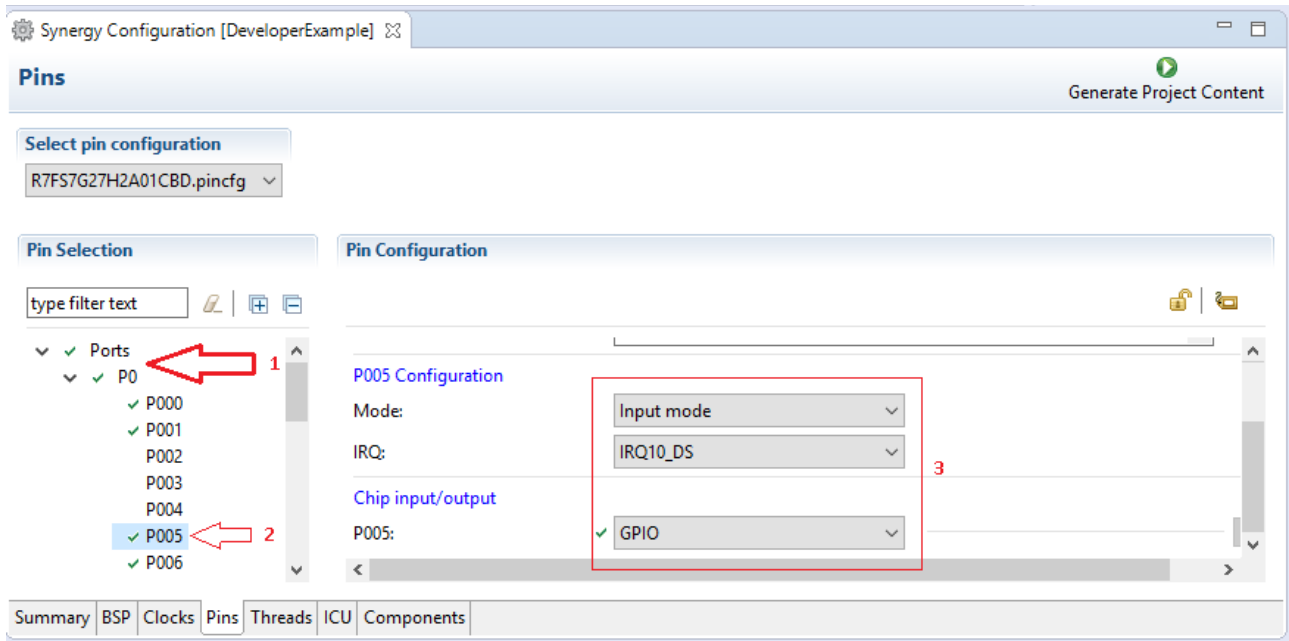 Synergy Configuration [DeveloperExample]
Pins
Generate Project Content
Select pin configuration
R7FS7G27H2A01CBD.pincfg
Pin Selection
Pin Configuration
type filter text
Ports
1
P0
P000
P001
P002
P003
P004
P005
2
P006
P005 Configuration
Mode: Input mode
IRQ: IRQ10_DS
3
Chip input/output
P005: GPIO
Summary BSP Clocks Pins Threads ICU Components